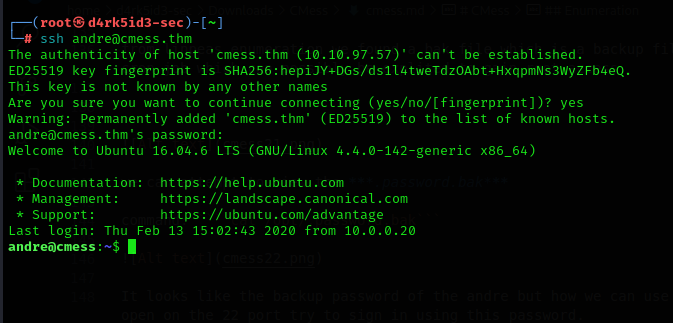 ┌──(root㉿d4rk5id3-sec)-[~]
└─# ssh andre@cmess.thm
The authenticity of host 'cmess.thm (10.10.97.57)' can't be established.
ED25519 key fingerprint is SHA256:hepiJY+DGs/ds1l4tweTdzOAbt+HxqpmNs3WyZFb4eQ.
This key is not known by any other names
Are you sure you want to continue connecting (yes/no/[fingerprint])? yes
Warning: Permanently added 'cmess.thm' (ED25519) to the list of known hosts.
andre@cmess.thm's password:
Welcome to Ubuntu 16.04.6 LTS (GNU/Linux 4.4.0-142-generic x86_64)
* Documentation: https://help.ubuntu.com
* Management: https://landscape.canonical.com
* Support: https://ubuntu.com/advantage
Last login: Thu Feb 13 15:02:43 2020 from 10.0.0.20
andre@cmess:~$
It looks like the backup password of the andre but how we can use
open on the 22 port try to sign in using this password.